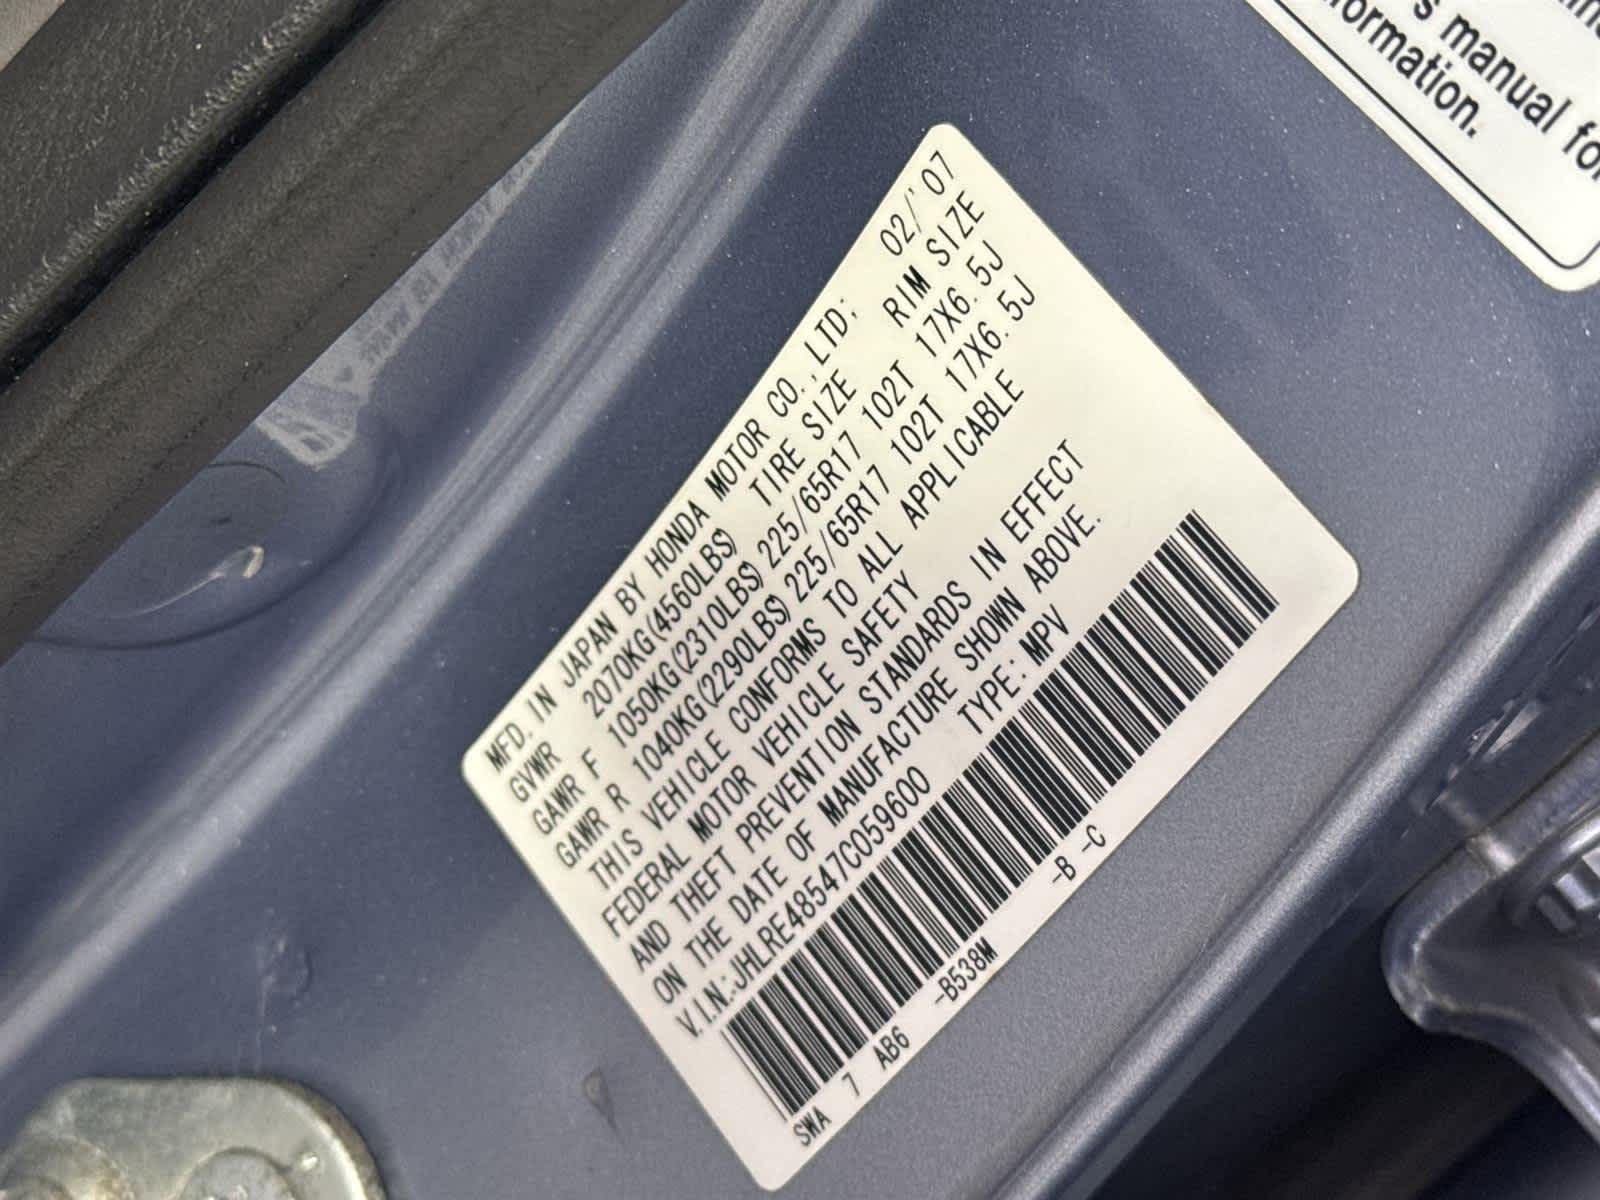 's manual for
formation.
MFD. IN JAPAN BY HONDA MOTOR CO.,LTD; 02/'07
GVWR 2070KG(4560LBS) TIRE SIZE RIM SIZE
GAWR F 1050KG(2310LBS) 225/65R17 102T 17X6.5J
GAWR R 1040KG(2290LBS) 225/65R17 102T 17X6.5J
THIS VEHICLE CONFORMS TO ALL APPLICABLE
FEDERAL MOTOR VEHICLE SAFETY
AND THEFT PREVENTION STANDARDS IN EFFECT
ON THE DATE OF MANUFACTURE SHOWN ABOVE.
V.I.N.:JHLRE48547C059600 TYPE: MPV
SWA 7 AB6 -B538M -B -C